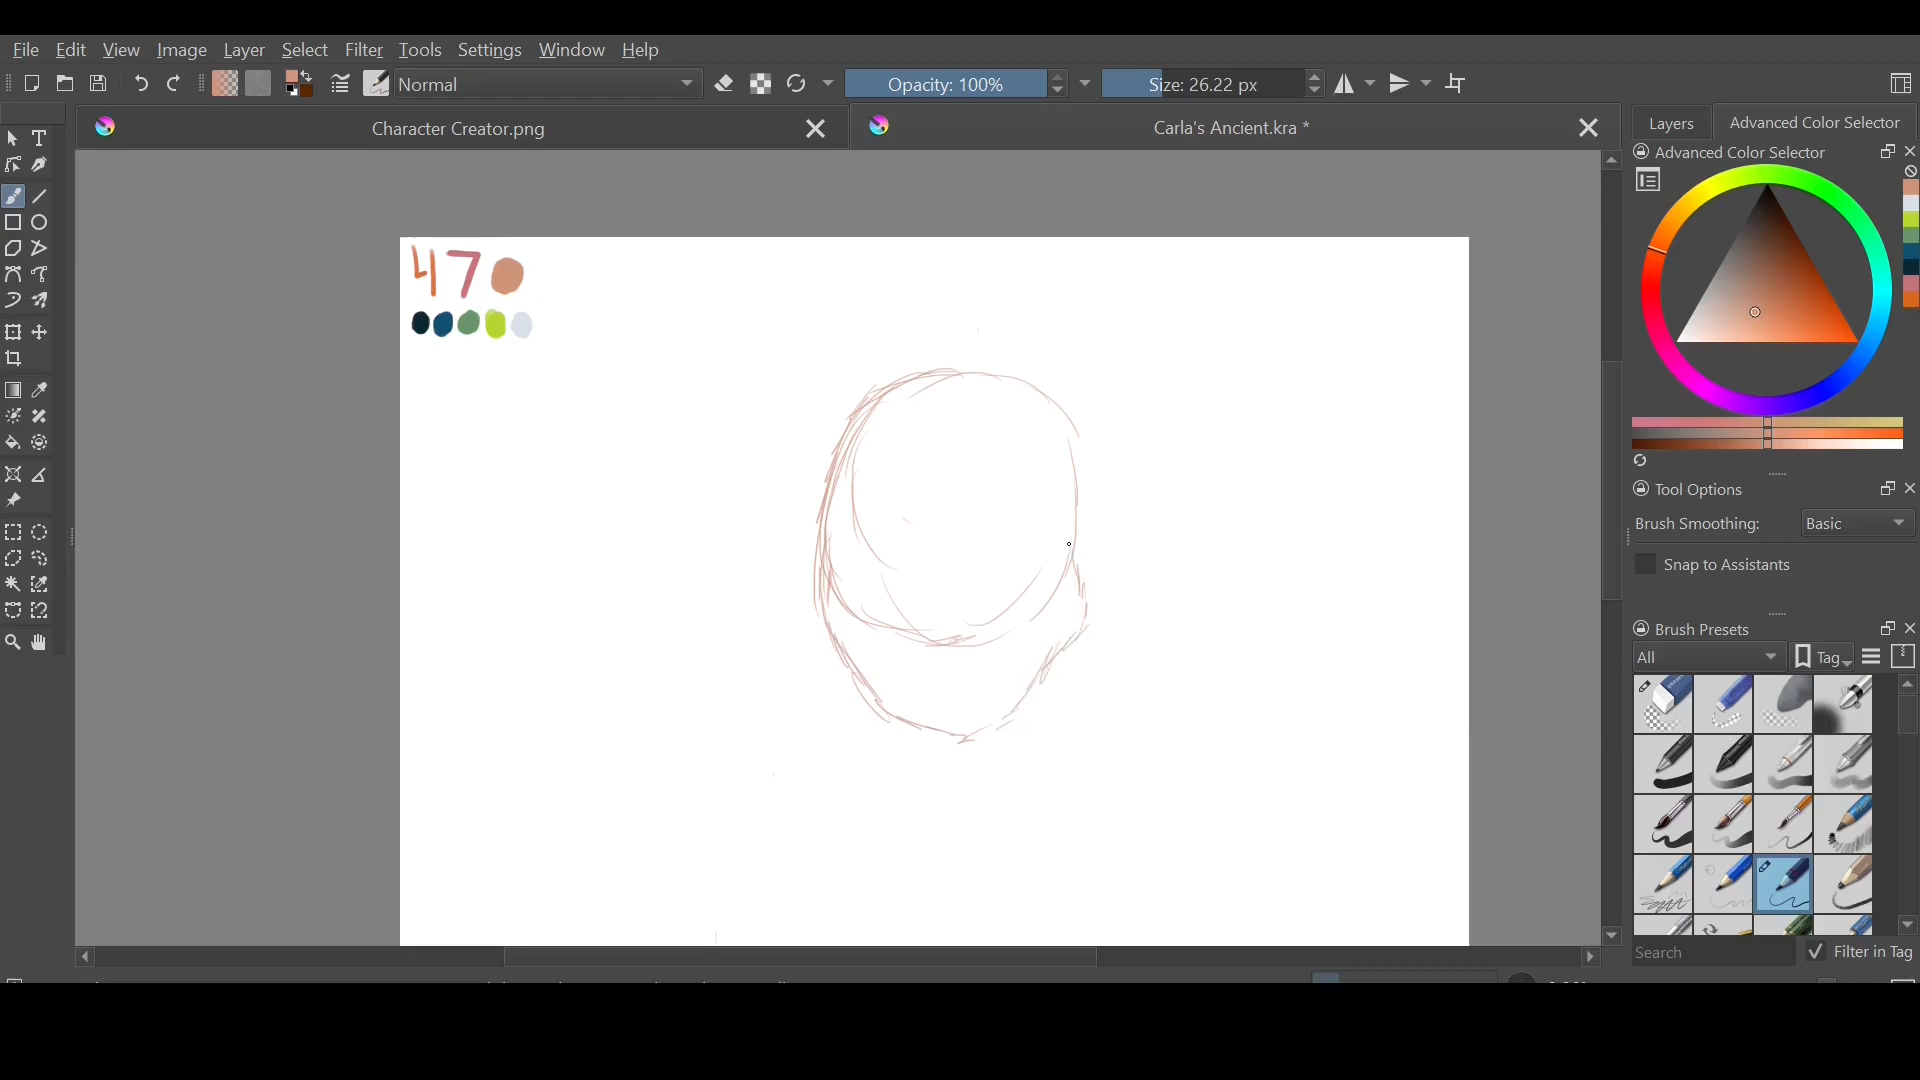 File Edit View Image Layer Select Filter Tools Settings Window Help
Normal Opacity: 100% Size: 26.22 px
Character Creator.png Carla's Ancient.kra * Layers Advanced Color Selector
Advanced Color Selector
47
Tool Options
Brush Smoothing: Basic
Snap to Assistants
Brush Presets
All Tag
Search Filter in Tag